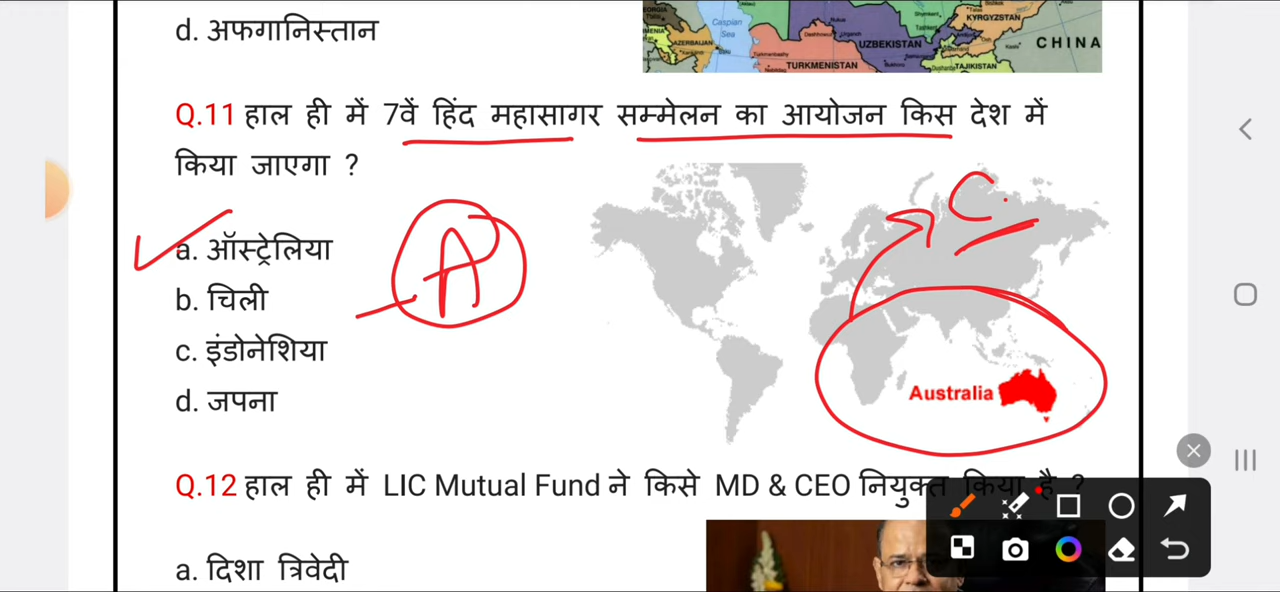 d. अफगानिस्तान
Caspian
Sea
AZERBAIJAN
UZBEKISTAN
TURKMENISTAN
KYRGYZSTAN
TAJIKISTAN
CHINA
Q.11 हाल ही में 7वें हिंद महासागर सम्मेलन का आयोजन किस देश में
किया जाएगा ?
a. ऑस्ट्रेलिया
b. चिली
c. इंडोनेशिया
d. जपना
A
C
Australia
Q.12 हाल ही में LIC Mutual Fund ने किसे MD & CEO नियुक्त किया है ?
a. दिशा त्रिवेदी